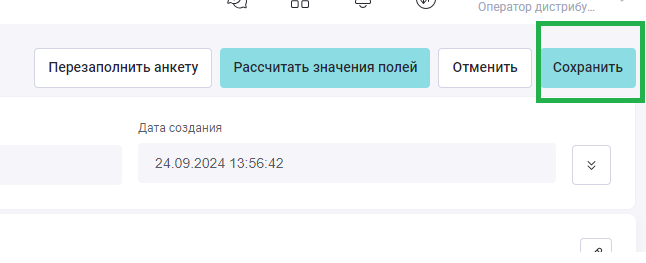 Оператор дистрибу...
Перезаполнить анкету
Рассчитать значения полей
Отменить
Сохранить
Дата создания
24.09.2024 13:56:42